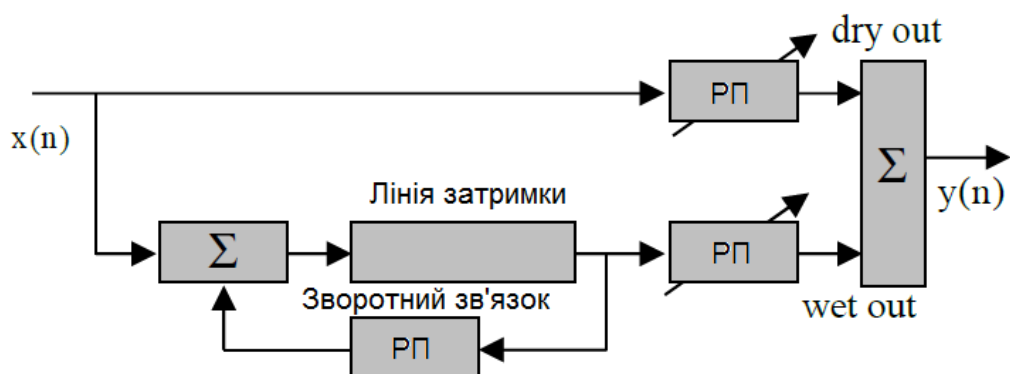 dry out
РП
x(n)
Σ
y(n)
Лінія затримки
Σ
РП
Зворотний зв'язок
wet out
РП